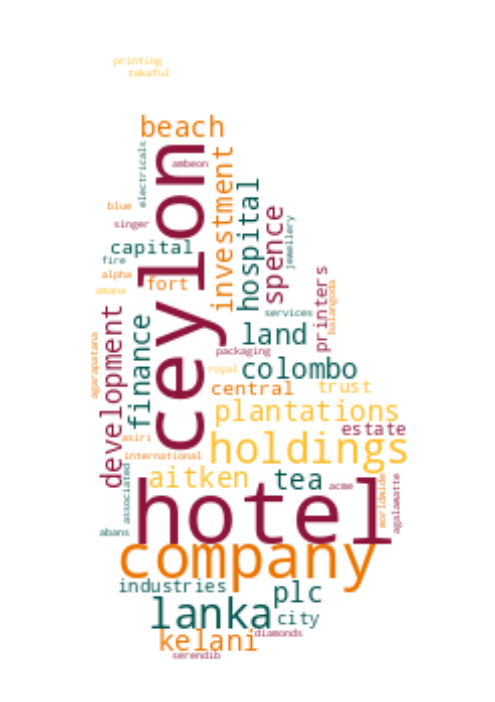 printing
takaful
beach
electricals
ceylon
ambeon
investment
hospital
spence
jewellery
blue
singer
capital
fire
alpha
fort
amana
services
printers
balangoda
development
finance
land
packaging
agarapatana
royal
colombo
central
trust
plantations
estate
asiri
holdings
international
associated
aitken
tea
acme
worldwide
agalawatte
hotel
abans
company
industries
plc
lanka
city
kelani
diamonds
serendib